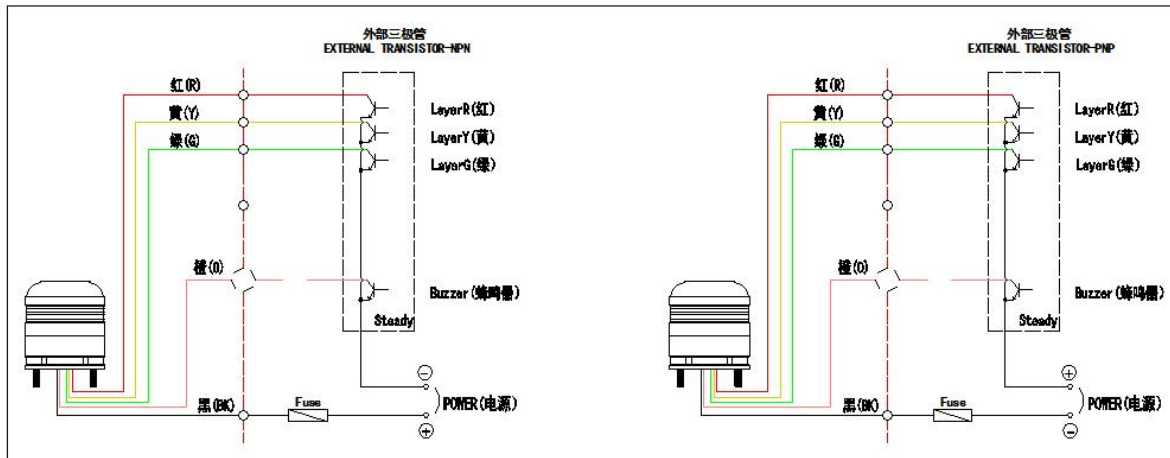 外部三极管
EXTERNAL TRANSISTOR-NPN
红(R)
黄(Y)
绿(G)
LayerR(红)
LayerY(黄)
LayerG(绿)
橙(O)
Buzzer(蜂鸣器)
Steady
黑(BK)
Fuse
-
POWER(电源)
+
外部三极管
EXTERNAL TRANSISTOR-PNP
红(R)
黄(Y)
绿(G)
LayerR(红)
LayerY(黄)
LayerG(绿)
橙(O)
Buzzer(蜂鸣器)
Steady
黑(BK)
Fuse
+
POWER(电源)
-